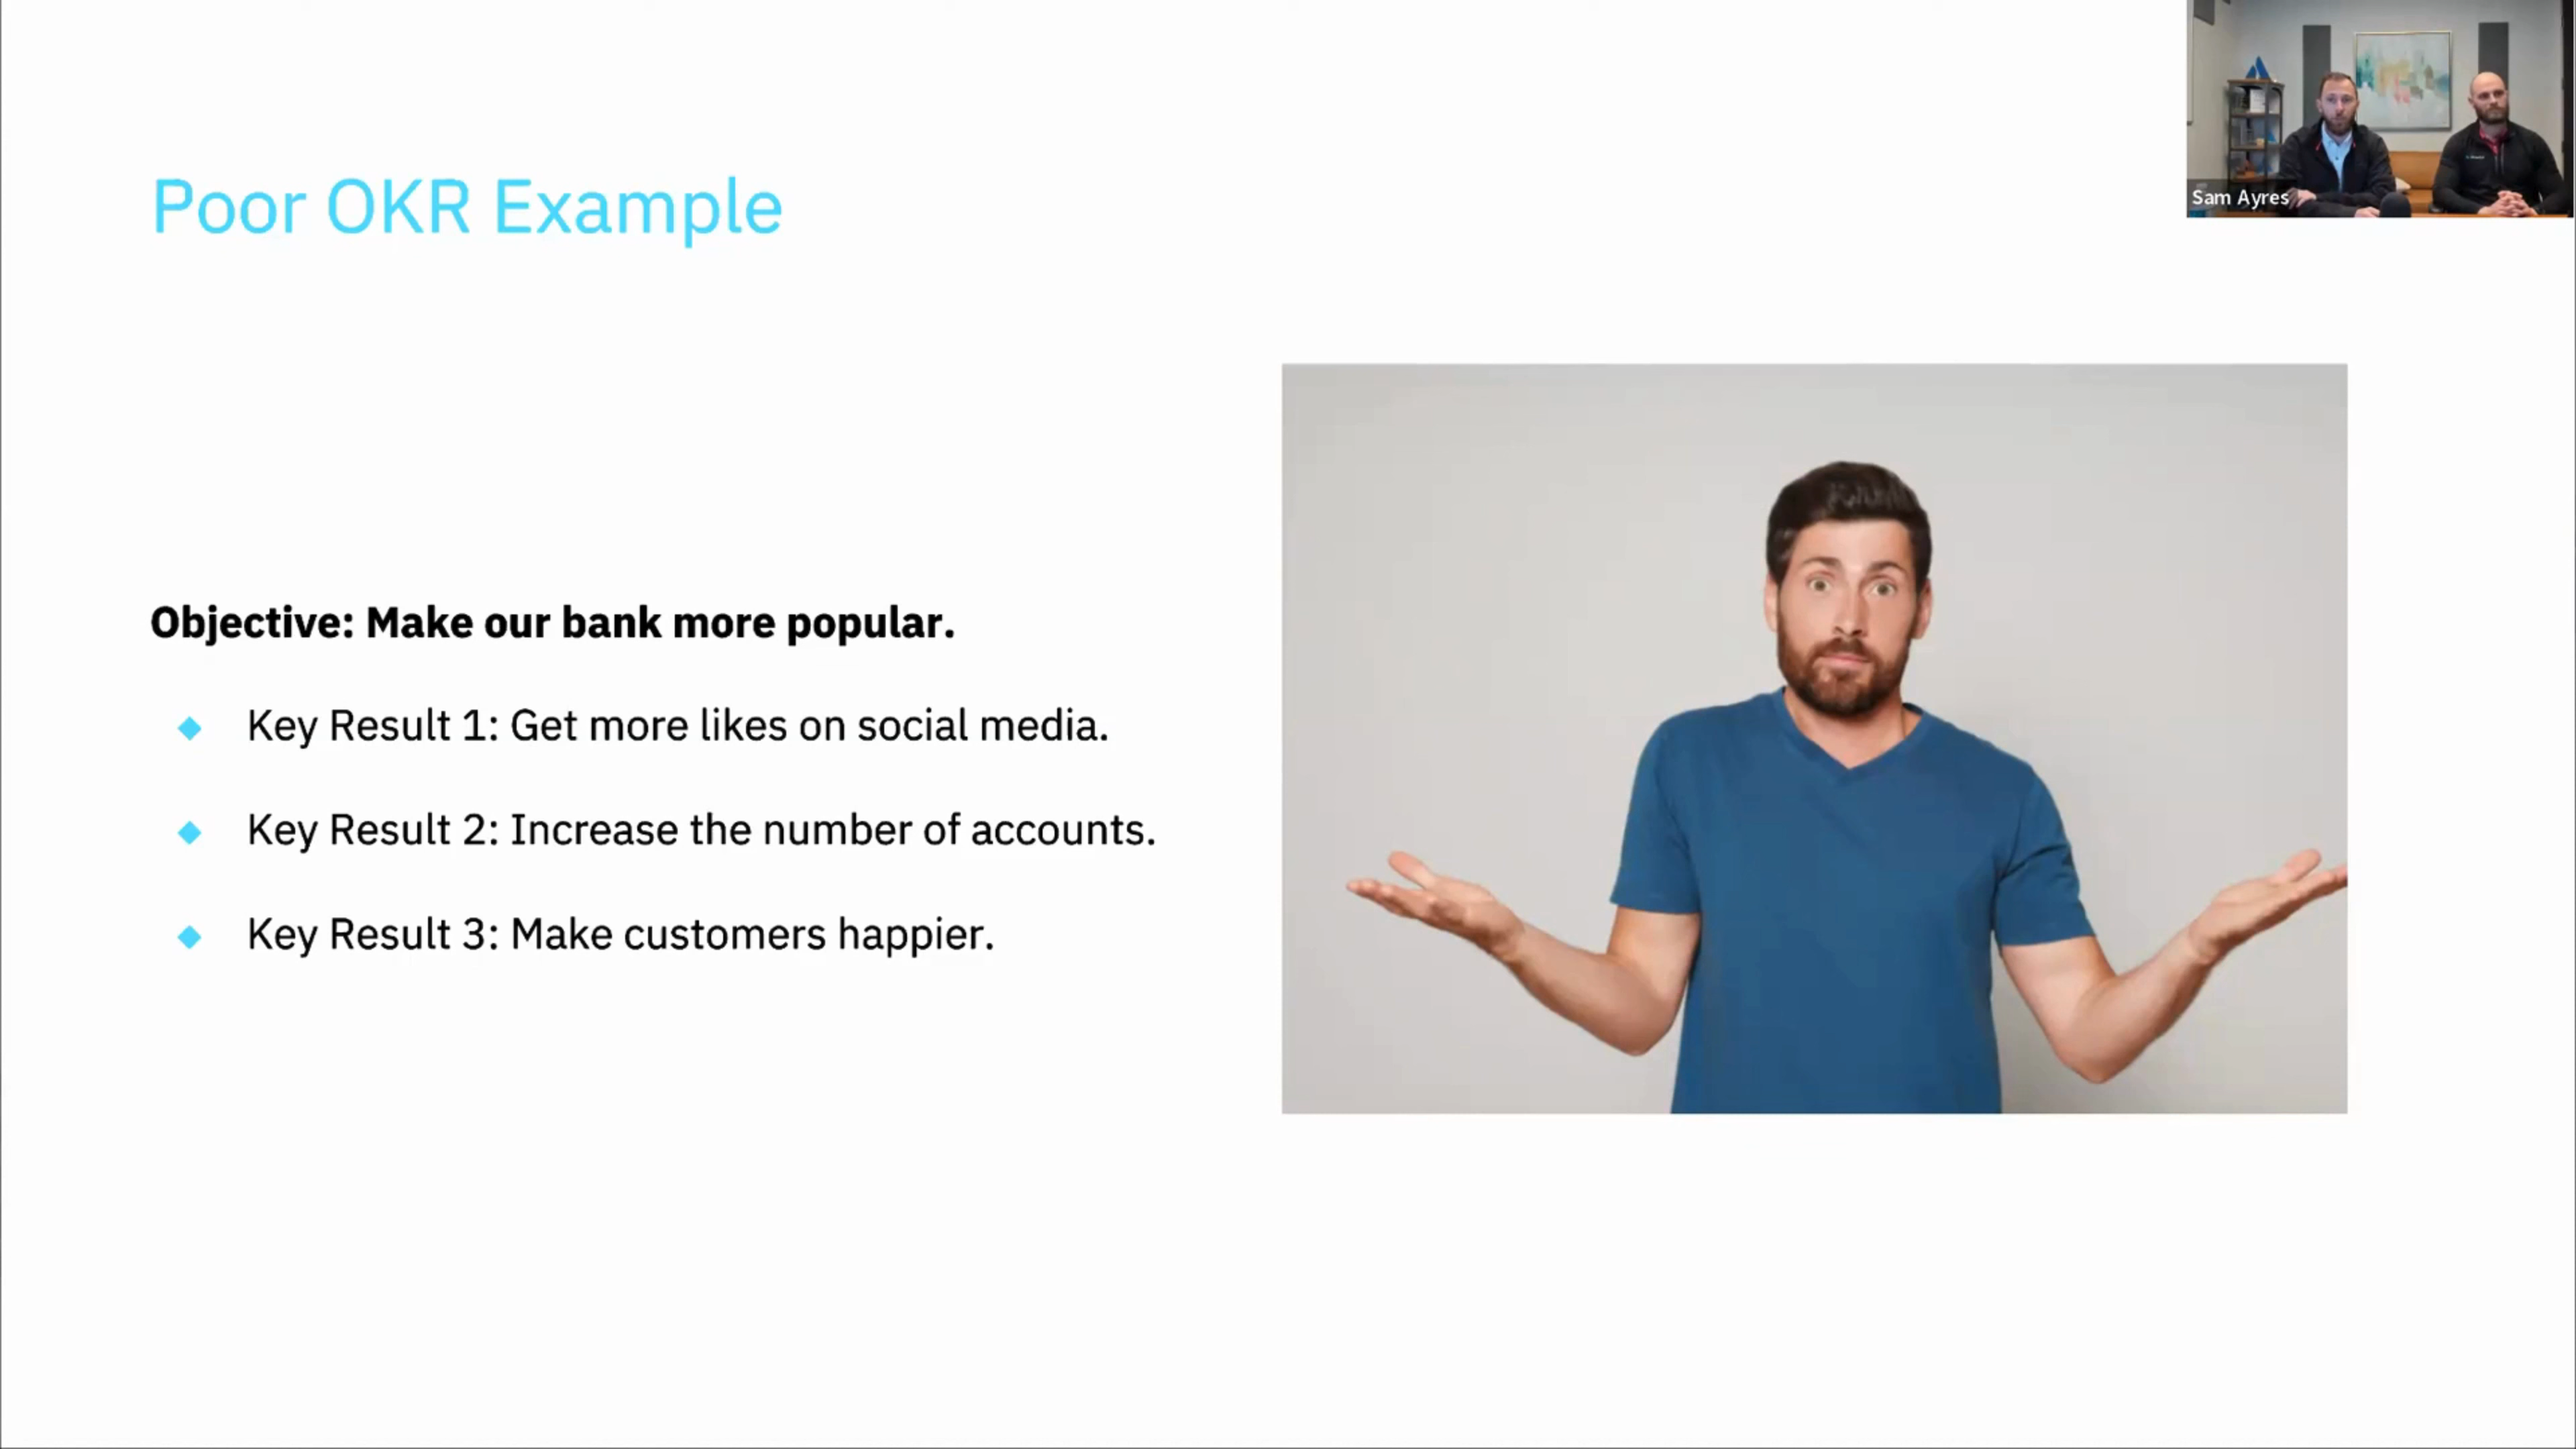 Poor OKR Example
Sam Ayres
Objective: Make our bank more popular.
Key Result 1: Get more likes on social media.
Key Result 2: Increase the number of accounts.
Key Result 3: Make customers happier.